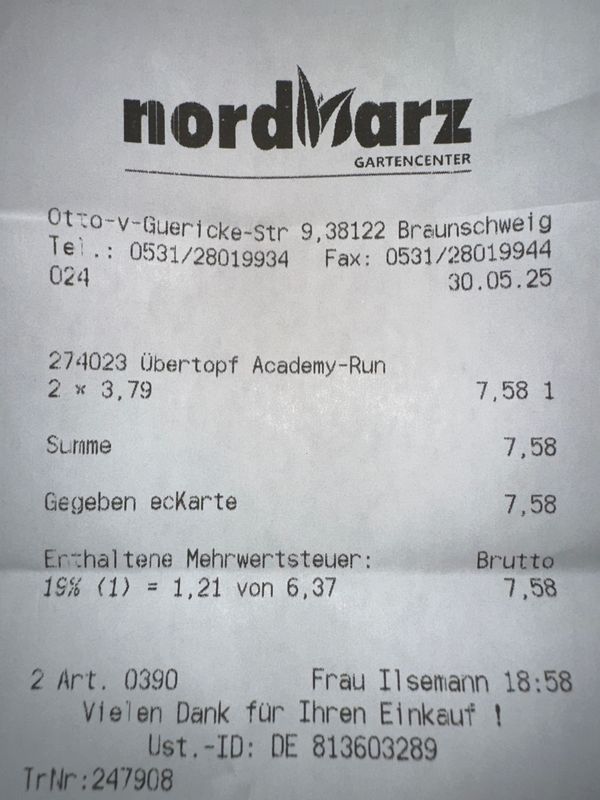 nordharz
GARTENCENTER
Otto-v-Guericke-Str 9,38122 Braunschweig
Tel.: 0531/28019934 Fax: 0531/28019944
024 30.05.25
274023 Übertopf Academy-Run
2 * 3,79 7,58 1
Summe 7,58
Gegeben ecKarte 7,58
Enthaltene Mehrwertsteuer: Brutto
19% (1) = 1,21 von 6,37 7,58
2 Art. 0390 Frau Ilsemann 18:58
Vielen Dank für Ihren Einkauf !
Ust.-ID: DE 813603289
TrNr:247908